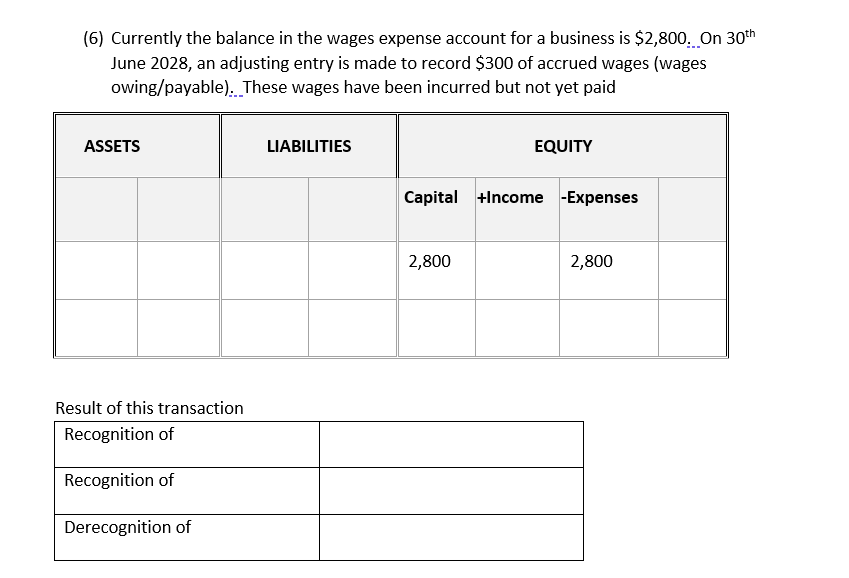 (6) Currently the balance in the wages expense account for a business is $2,800. On 30th
June 2028, an adjusting entry is made to record $300 of accrued wages (wages
owing/payable). These wages have been incurred but not yet paid
ASSETS LIABILITIES EQUITY
Capital +Income -Expenses
2,800 2,800
Result of this transaction
Recognition of
Recognition of
Derecognition of